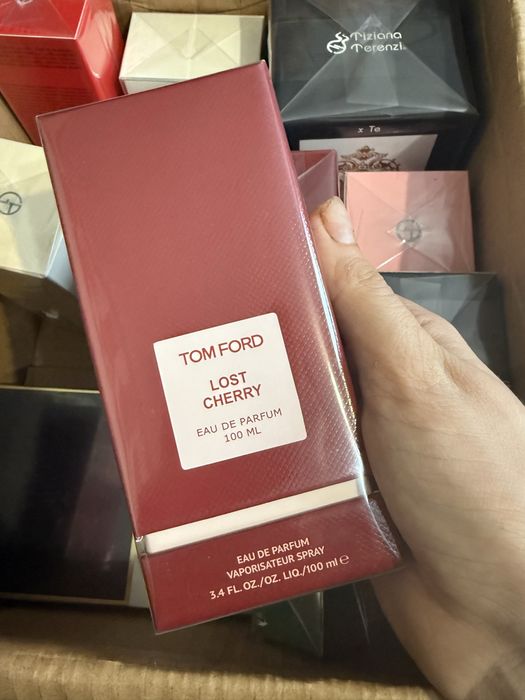 Tiziana
Terenzi
x Te
TOM FORD
LOST
CHERRY
EAU DE PARFUM
100 ML
EAU DE PARFUM
VAPORISATEUR SPRAY
3.4 FL. OZ./OZ. LIQ./100 ml ℮